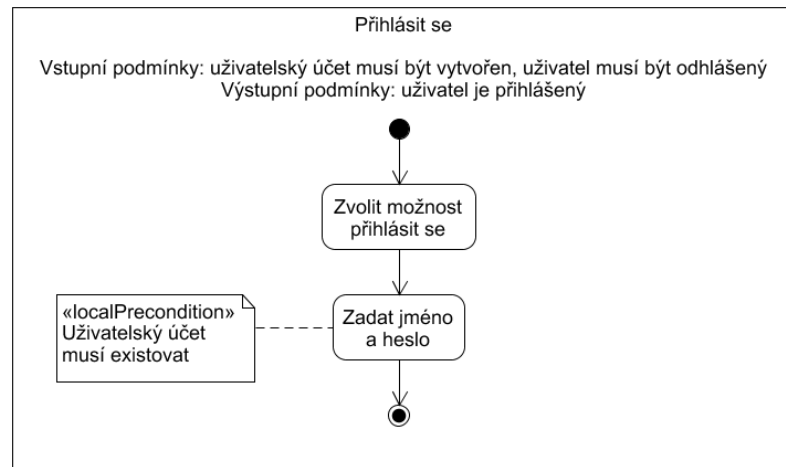 Přihlásit se
Vstupní podmínky: uživatelský účet musí být vytvořen, uživatel musí být odhlášený
Výstupní podmínky: uživatel je přihlášený
Zvolit možnost
přihlásit se
«localPrecondition»
Uživatelský účet
musí existovat
Zadat jméno
a heslo